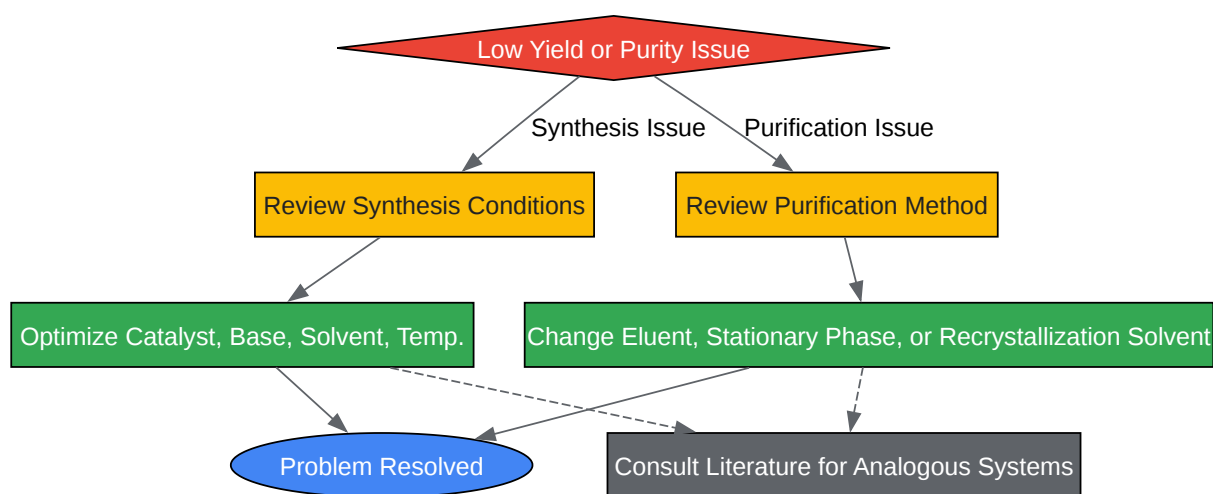 Low Yield or Purity Issue
Synthesis Issue
Purification Issue
Review Synthesis Conditions
Review Purification Method
Optimize Catalyst, Base, Solvent, Temp.
Change Eluent, Stationary Phase, or Recrystallization Solvent
Problem Resolved
Consult Literature for Analogous Systems